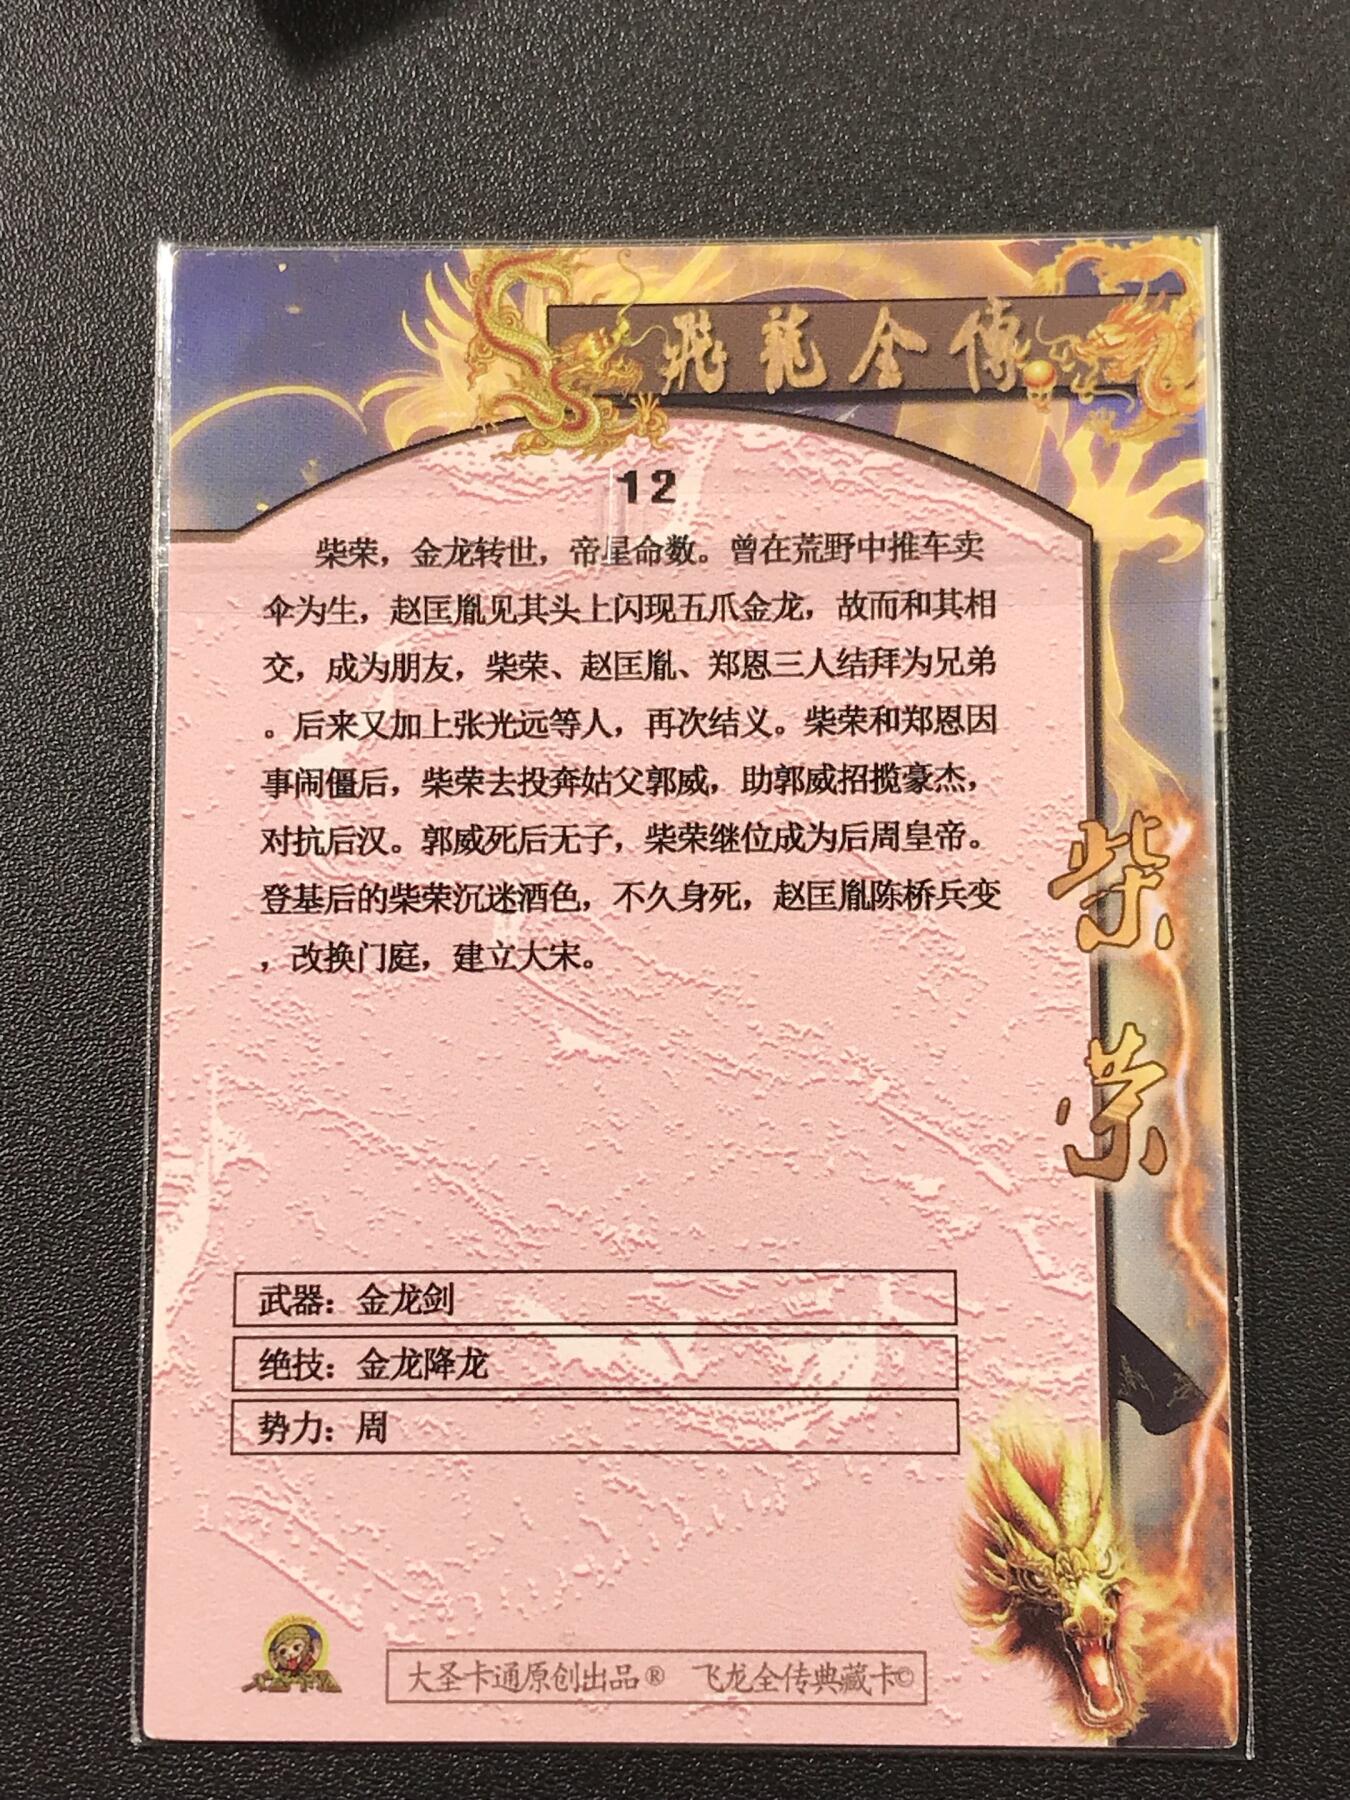 飛龍全傳
12
柴荣，金龙转世，帝星命数。曾在荒野中推车卖
伞为生，赵匡胤见其头上闪现五爪金龙，故而和其相
交，成为朋友，柴荣、赵匡胤、郑恩三人结拜为兄弟
。后来又加上张光远等人，再次结义。柴荣和郑恩因
事闹僵后，柴荣去投奔姑父郭威，助郭威招揽豪杰，
对抗后汉。郭威死后无子，柴荣继位成为后周皇帝。
登基后的柴荣沉迷酒色，不久身死，赵匡胤陈桥兵变
，改换门庭，建立大宋。
柴荣
武器：金龙剑
绝技：金龙降龙
势力：周
大圣卡通原创出品® 飞龙全传典藏卡©